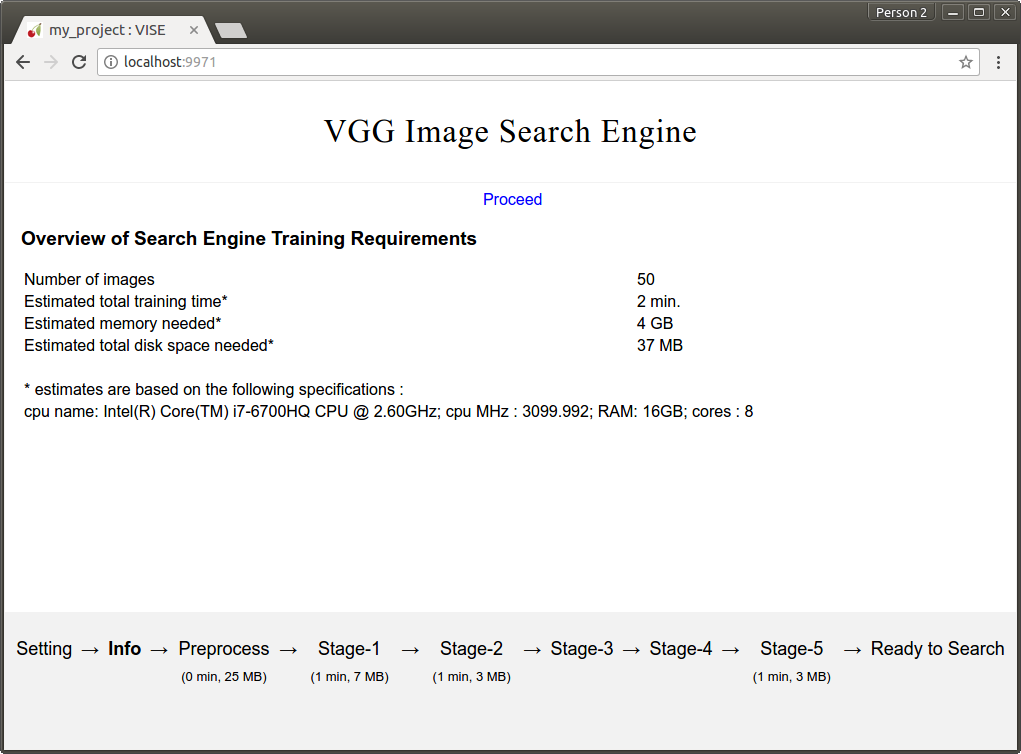 Person 2
my_project : VISE
localhost:9971
VGG Image Search Engine
Proceed
Overview of Search Engine Training Requirements
Number of images 50
Estimated total training time* 2 min.
Estimated memory needed* 4 GB
Estimated total disk space needed* 37 MB
* estimates are based on the following specifications :
cpu name: Intel(R) Core(TM) i7-6700HQ CPU @ 2.60GHz; cpu MHz : 3099.992; RAM: 16GB; cores : 8
Setting → Info → Preprocess → Stage-1 → Stage-2 → Stage-3 → Stage-4 → Stage-5 → Ready to Search
(0 min, 25 MB) (1 min, 7 MB) (1 min, 3 MB) (1 min, 3 MB)